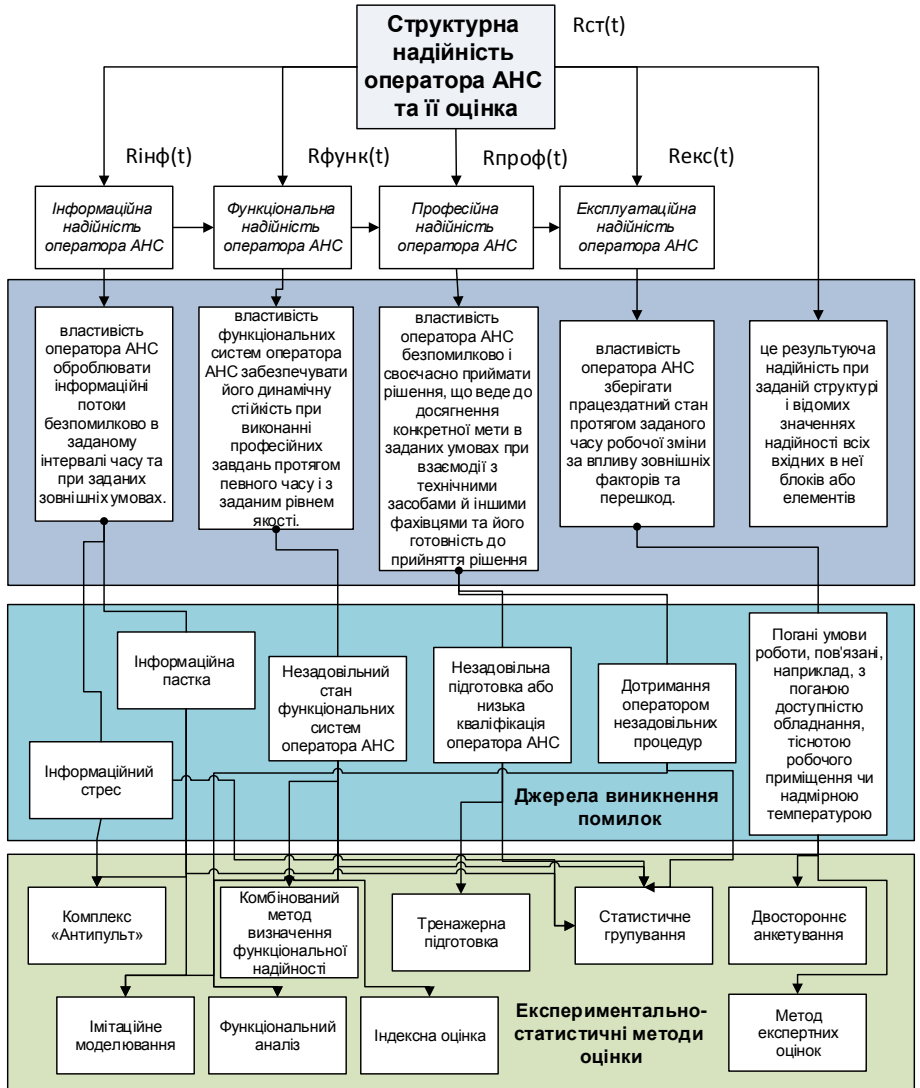 Структурна
надійність
оператора АНС
та її оцінка
Rст(t)
Rінф(t)
Rфунк(t)
Rпроф(t)
Rекс(t)
Інформаційна
надійність
оператора АНС
Функціональна
надійність
оператора АНС
Професійна
надійність
оператора АНС
Експлуатаційна
надійність
оператора АНС
властивість
оператора АНС
оброблювати
інформаційні
потоки
безпомилково в
заданому
інтервалі часу та
при заданих
зовнішніх умовах.
властивість
функціональних
систем оператора
АНС забезпечувати
його динамічну
стійкість при
виконанні
професійних
завдань протягом
певного часу і з
заданим рівнем
якості.
властивість
оператора АНС
безпомилково і
своєчасно приймати
рішення, що веде до
досягнення
конкретної мети в
заданих умовах при
взаємодії з
технічними
засобами й іншими
фахівцями та його
готовність до
прийняття рішення
властивість
оператора АНС
зберігати
працездатний стан
протягом заданого
часу робочої зміни
за впливу зовнішніх
факторів та
перешкод.
це результуюча
надійність при
заданій структурі
і відомих
значеннях
надійності всіх
вхідних в неї
блоків або
елементів
Інформаційна
пастка
Інформаційний
стрес
Незадовільний
стан
функціональних
систем
оператора АНС
Незадовільна
підготовка або
низька
кваліфікація
оператора АНС
Дотримання
оператором
незадовільних
процедур
Погані умови
роботи, пов'язані,
наприклад, з
поганою
доступністю
обладнання,
тіснотою
робочого
приміщення чи
надмірною
температурою
Джерела виникнення
помилок
Комплекс
«Антипульт»
Комбінований
метод
визначення
функціональної
надійності
Тренажерна
підготовка
Статистичне
групування
Двостороннє
анкетування
Імітаційне
моделювання
Функціональний
аналіз
Індексна оцінка
Експериментально-
статистичні методи
оцінки
Метод
експертних
оцінок